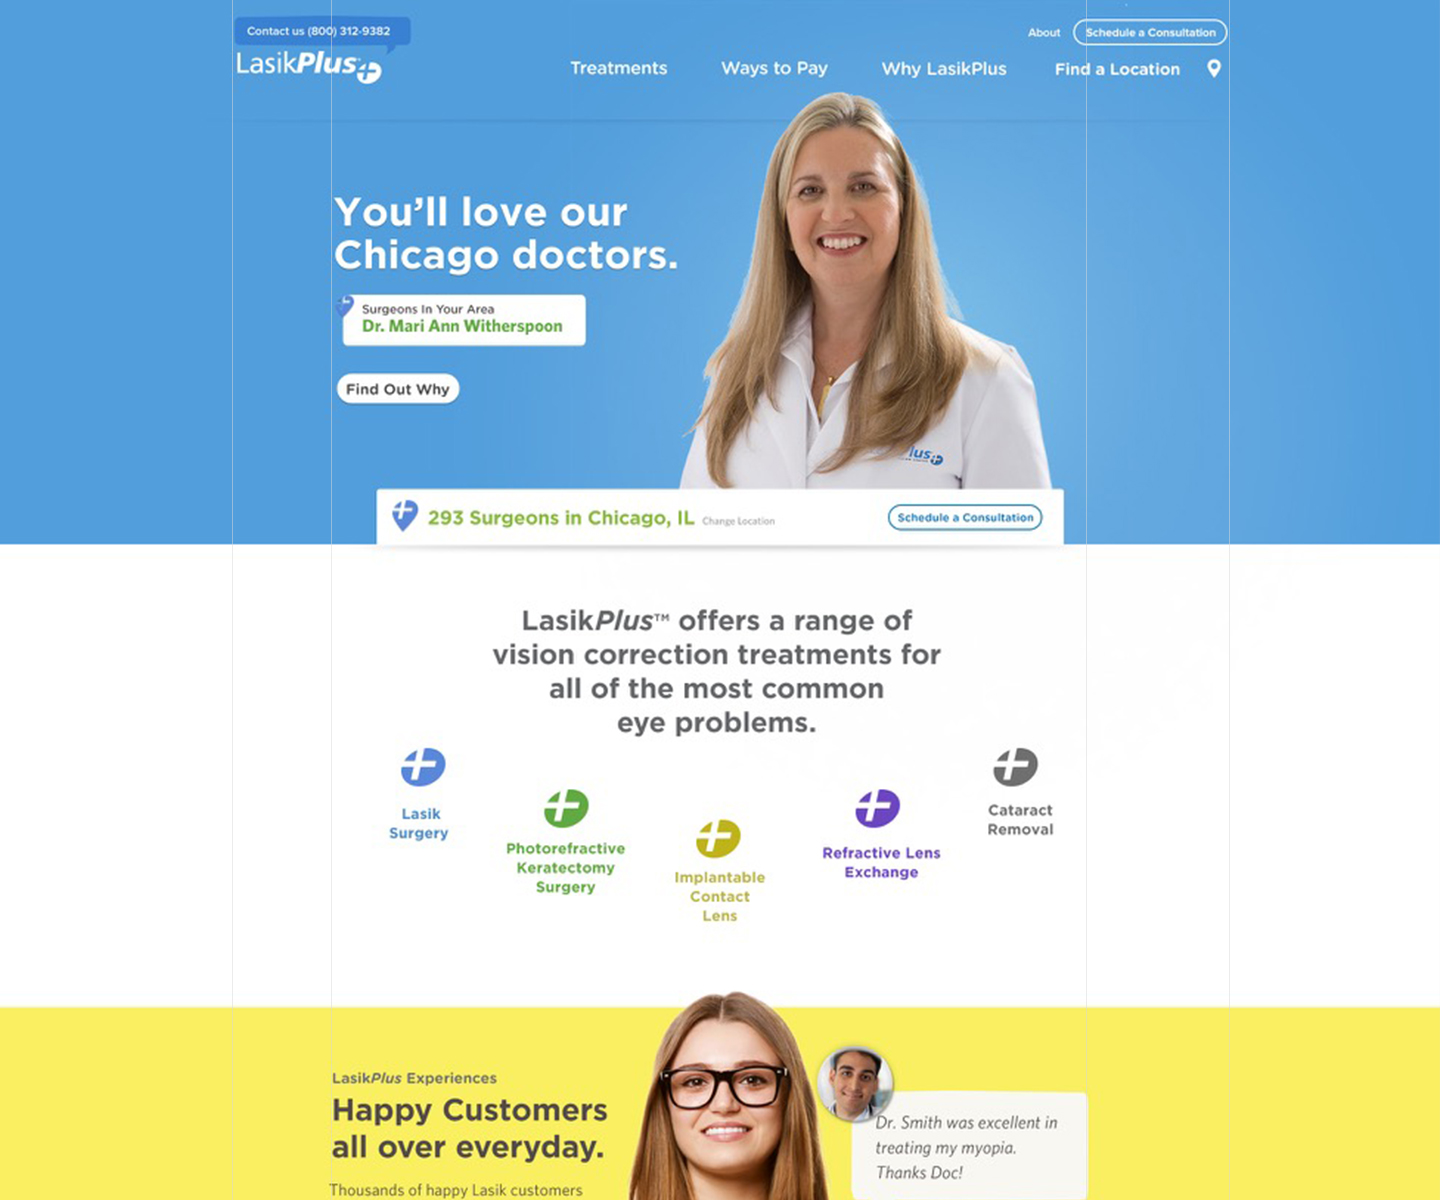 Contact us (800) 312-9382
About
Schedule a Consultation
LasikPlus
Treatments
Ways to Pay
Why LasikPlus
Find a Location
You'll love our
Chicago doctors.
Surgeons In Your Area
Dr. Mari Ann Witherspoon
Find Out Why
lus
293 Surgeons in Chicago, IL
Change Location
Schedule a Consultation
LasikPlus™ offers a range of
vision correction treatments for
all of the most common
eye problems.
Lasik
Surgery
Photorefractive
Keratectomy
Surgery
Implantable
Contact
Lens
Refractive Lens
Exchange
Cataract
Removal
LasikPlus Experiences
Happy Customers
all over everyday.
Thousands of happy Lasik customers
Dr. Smith was excellent in
treating my myopia.
Thanks Doc!